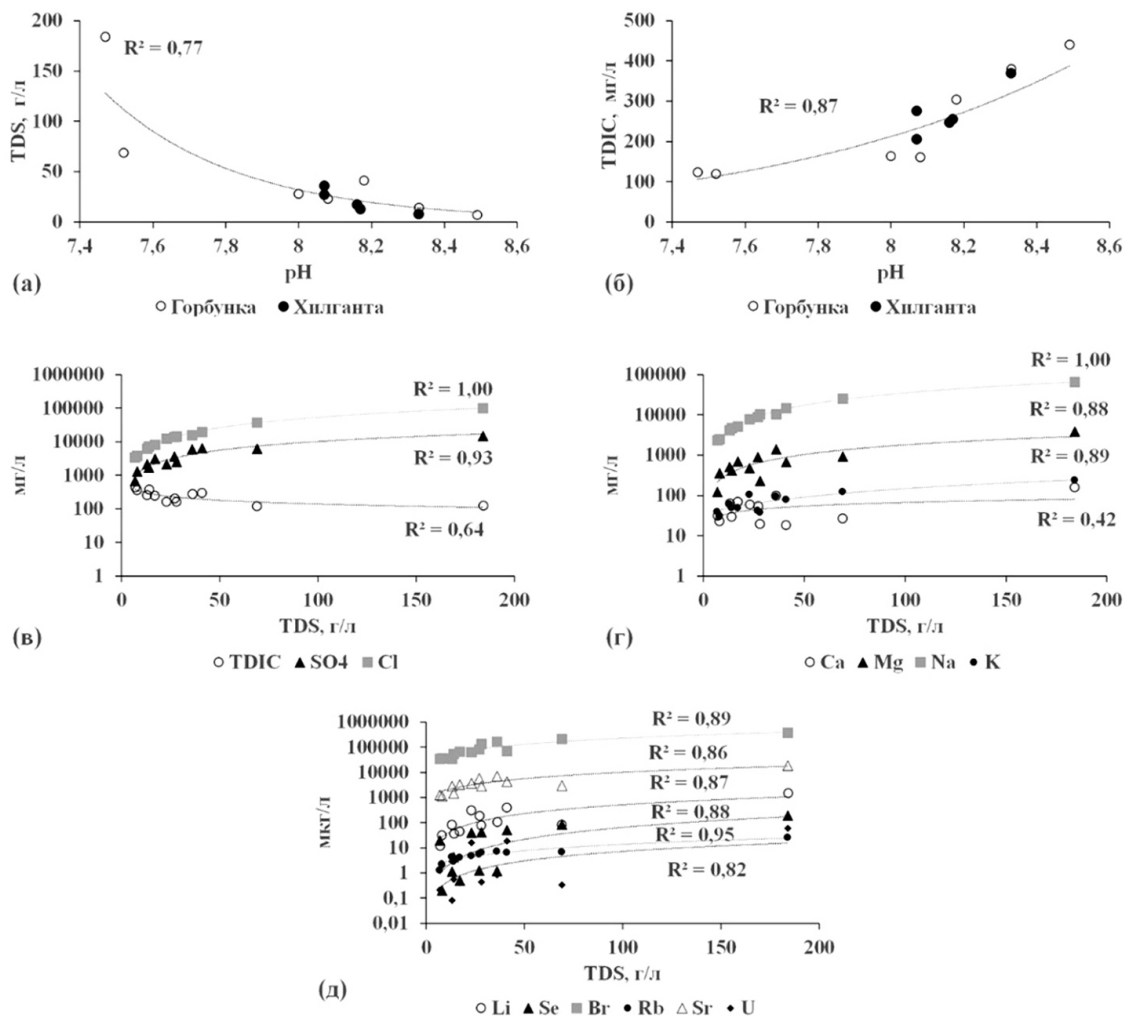 200
150
100
50
0
TDS, г/л
R² = 0,77
7,4 7,6 7,8 8 8,2 8,4 8,6
pH
(а)
○ Горбунка ● Хилганта
500
400
300
200
100
0
TDIC, мг/л
R² = 0,87
7,4 7,6 7,8 8 8,2 8,4 8,6
pH
(б)
○ Горбунка ● Хилганта
1000000
100000
10000
1000
100
10
1
мг/л
R² = 1,00
R² = 0,93
R² = 0,64
0 50 100 150 200
TDS, г/л
(в)
○ TDIC ▲ SO4 ■ Cl
100000
10000
1000
100
10
1
мг/л
R² = 1,00
R² = 0,88
R² = 0,89
R² = 0,42
0 50 100 150 200
TDS, г/л
(г)
○ Ca ▲ Mg ■ Na ● K
1000000
100000
10000
1000
100
10
1
0,1
0,01
мкг/л
R² = 0,89
R² = 0,86
R² = 0,87
R² = 0,88
R² = 0,95
R² = 0,82
0 50 100 150 200
TDS, г/л
(д)
○ Li ▲ Se ■ Br ● Rb △ Sr ◆ U